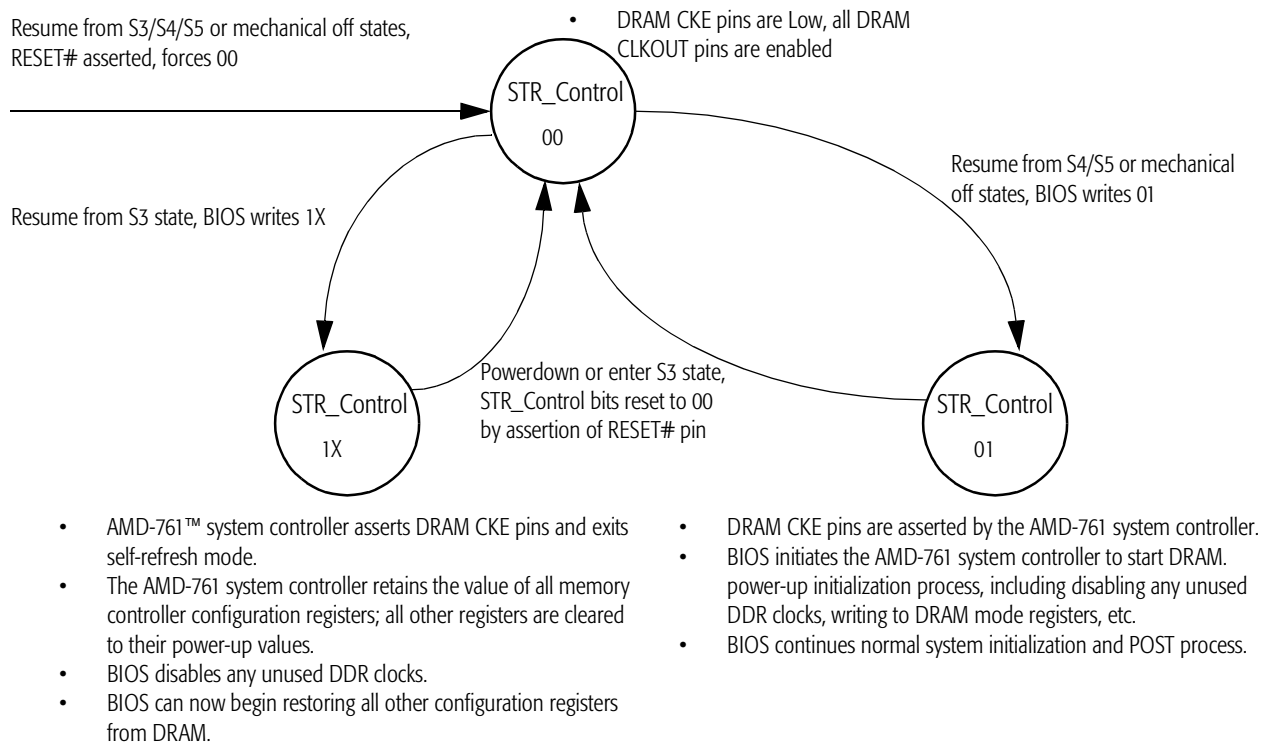 Resume from S3/S4/S5 or mechanical off states,
RESET# asserted, forces 00
• DRAM CKE pins are Low, all DRAM
CLKOUT pins are enabled
STR_Control
00
Resume from S4/S5 or mechanical
off states, BIOS writes 01
Resume from S3 state, BIOS writes 1X
Powerdown or enter S3 state,
STR_Control bits reset to 00
by assertion of RESET# pin
STR_Control
1X
STR_Control
01
• AMD-761™ system controller asserts DRAM CKE pins and exits
self-refresh mode.
• The AMD-761 system controller retains the value of all memory
controller configuration registers; all other registers are cleared
to their power-up values.
• BIOS disables any unused DDR clocks.
• BIOS can now begin restoring all other configuration registers
from DRAM.
• DRAM CKE pins are asserted by the AMD-761 system controller.
• BIOS initiates the AMD-761 system controller to start DRAM.
power-up initialization process, including disabling any unused
DDR clocks, writing to DRAM mode registers, etc.
• BIOS continues normal system initialization and POST process.